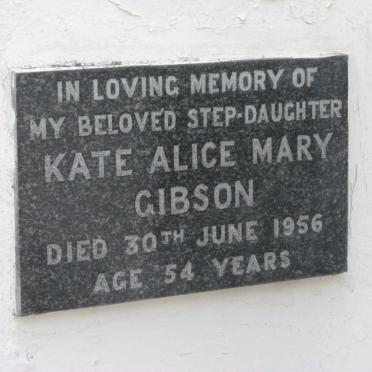 IN LOVING MEMORY OF
MY BELOVED STEP-DAUGHTER
KATE ALICE MARY
GIBSON
DIED 30TH JUNE 1956
AGE 54 YEARS